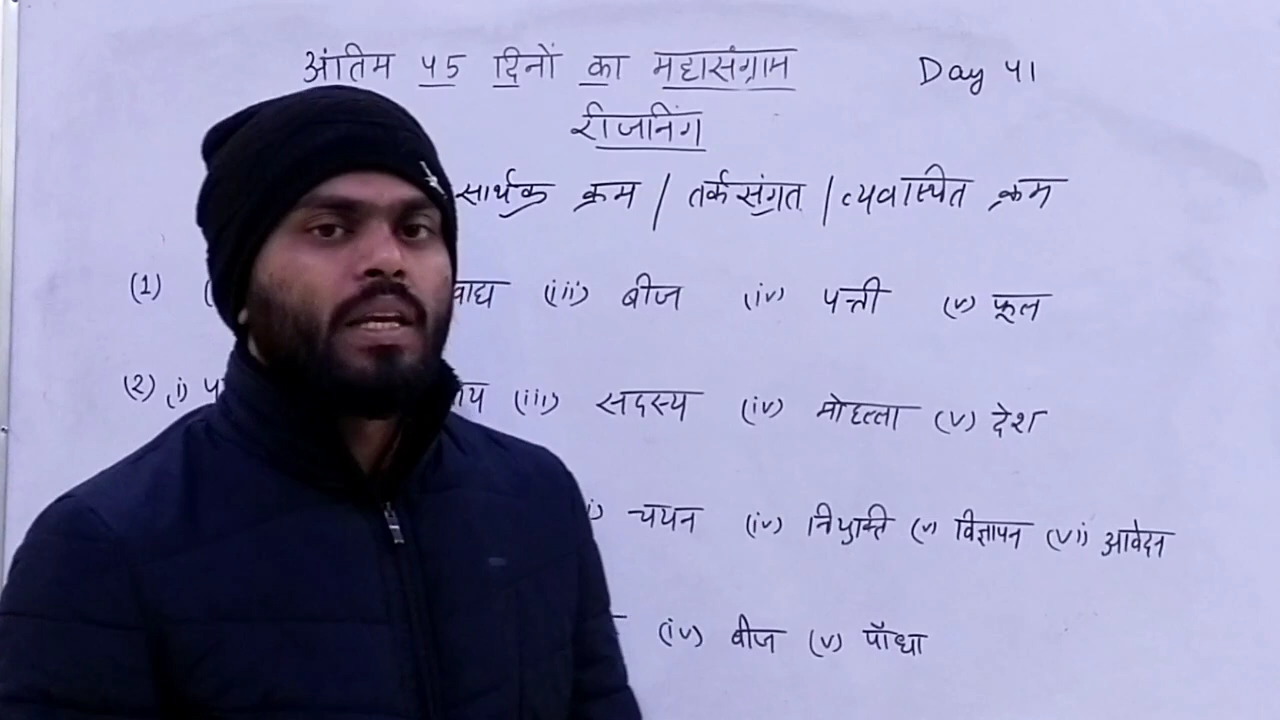 अंतिम 45 दिनों का महासंग्राम Day 41
रीजनिंग
सार्थक क्रम / तर्कसंगत / व्यवास्थित क्रम
(1) (iii) बीज (iv) पत्ती (v) फूल
(2) (i) (iii) सदस्य (iv) मोहल्ला (v) देश
चयन (iv) नियुक्ति (v) विज्ञापन (vi) आवेदन
(iv) बीज (v) पौधा